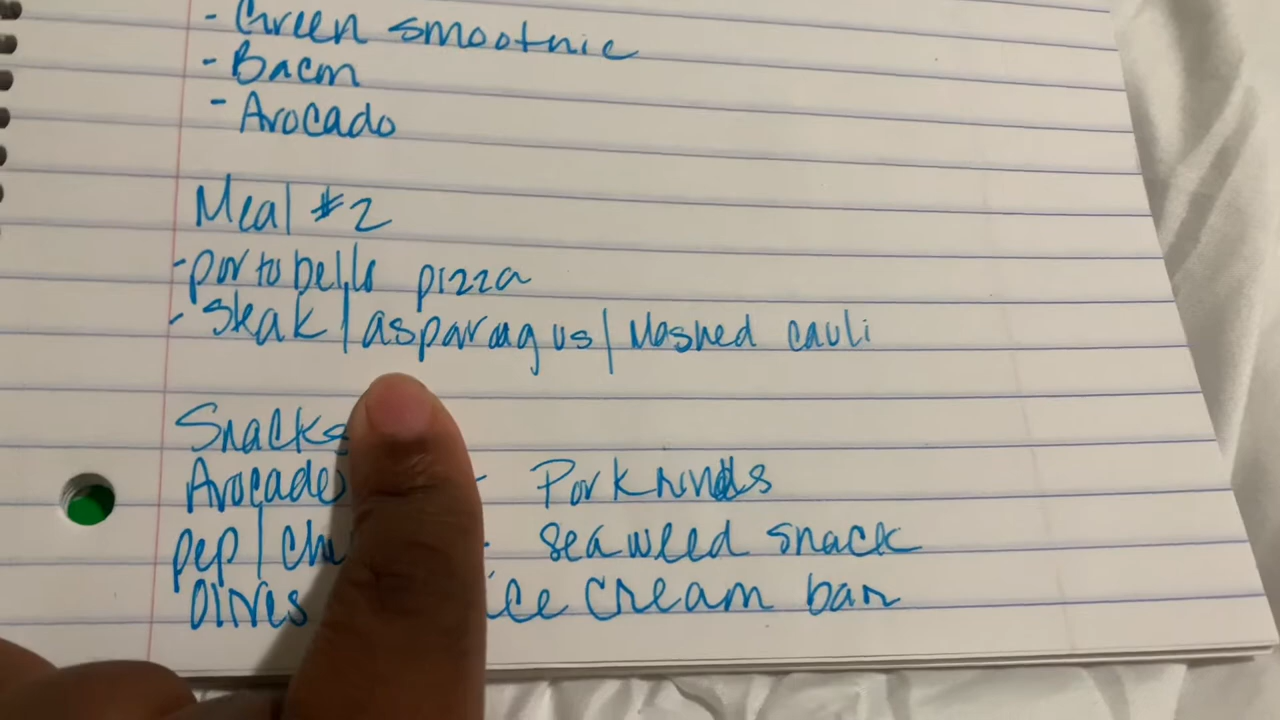 - Green smoothie
- Bacon
- Avocado
Meal #2
- portobello pizza
- Steak | asparagus | Mashed cauli
Snacks
Avocado - Pork rinds
pep | che - seaweed snack
Olives ice cream bar